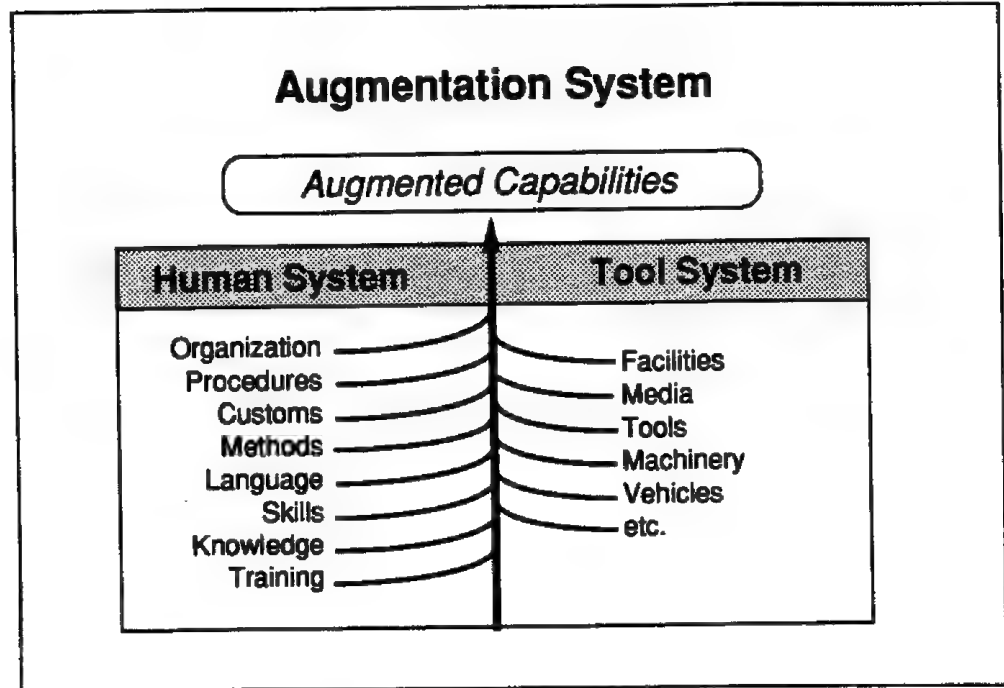 Augmentation System
Augmented Capabilities
Human System
Tool System
Organization
Procedures
Customs
Methods
Language
Skills
Knowledge
Training
Facilities
Media
Tools
Machinery
Vehicles
etc.